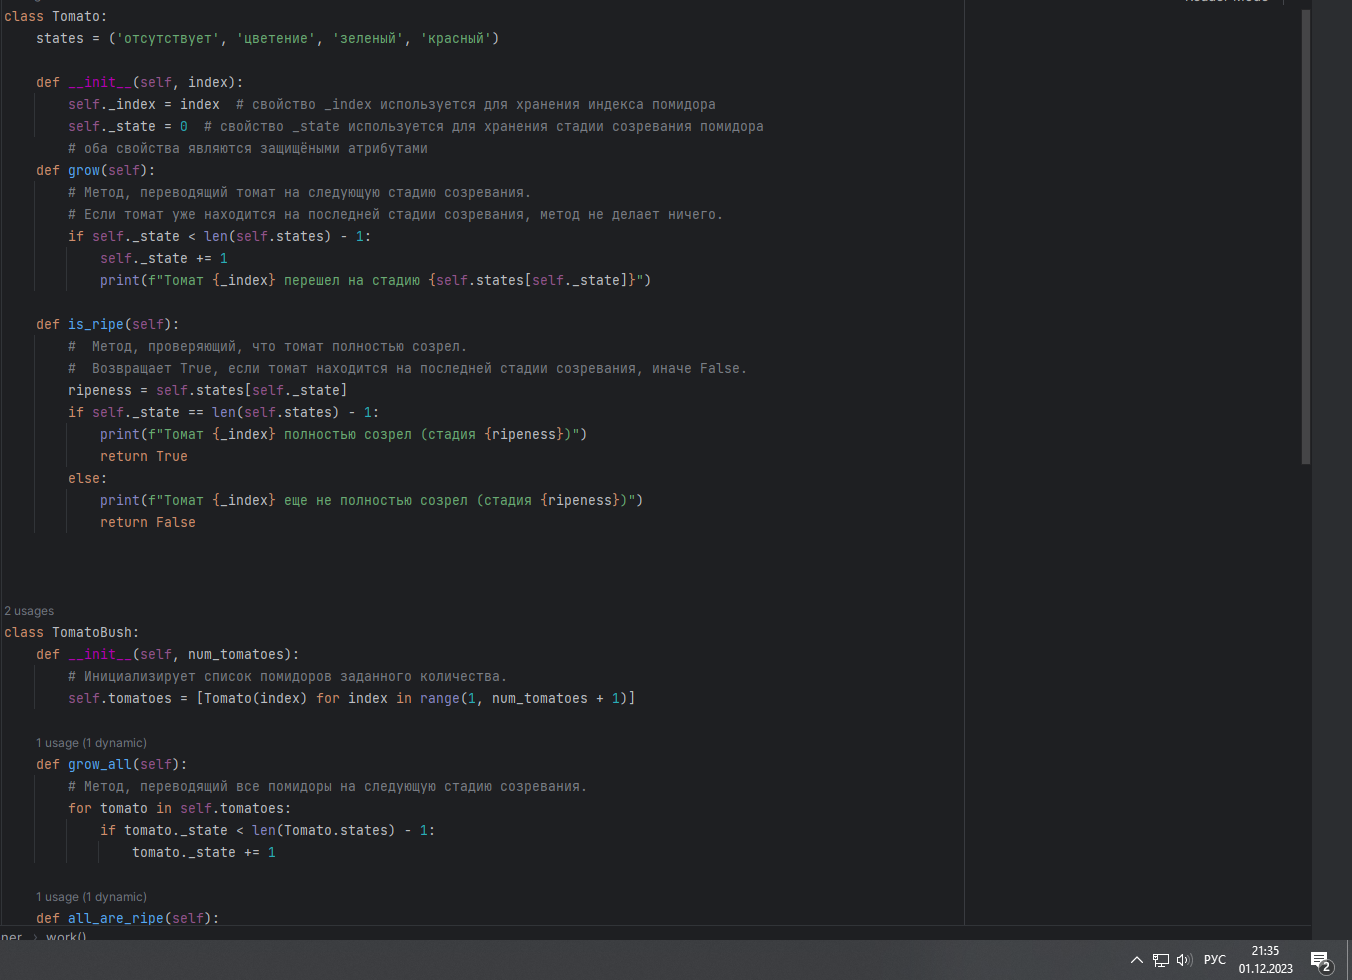 class Tomato:
    states = ('отсутствует', 'цветение', 'зеленый', 'красный')
    def __init__(self, index):
        self._index = index  # свойство _index используется для хранения индекса помидора
        self._state = 0  # свойство _state используется для хранения стадии созревания помидора
        # оба свойства являются защищёными атрибутами
    def grow(self):
        # Метод, переводящий томат на следующую стадию созревания.
        # Если томат уже находится на последней стадии созревания, метод не делает ничего.
        if self._state < len(self.states) - 1:
            self._state += 1
            print(f"Томат {_index} перешел на стадию {self.states[self._state]}")
    def is_ripe(self):
        #  Метод, проверяющий, что томат полностью созрел.
        #  Возвращает True, если томат находится на последней стадии созревания, иначе False.
        ripeness = self.states[self._state]
        if self._state == len(self.states) - 1:
            print(f"Томат {_index} полностью созрел (стадия {ripeness})")
            return True
        else:
            print(f"Томат {_index} еще не полностью созрел (стадия {ripeness})")
            return False
2 usages
class TomatoBush:
    def __init__(self, num_tomatoes):
        # Инициализирует список помидоров заданного количества.
        self.tomatoes = [Tomato(index) for index in range(1, num_tomatoes + 1)]
    1 usage (1 dynamic)
    def grow_all(self):
        # Метод, переводящий все помидоры на следующую стадию созревания.
        for tomato in self.tomatoes:
            if tomato._state < len(Tomato.states) - 1:
                tomato._state += 1
    1 usage (1 dynamic)
    def all_are_ripe(self):
ner > work()
РУС
21:35
01.12.2023
2